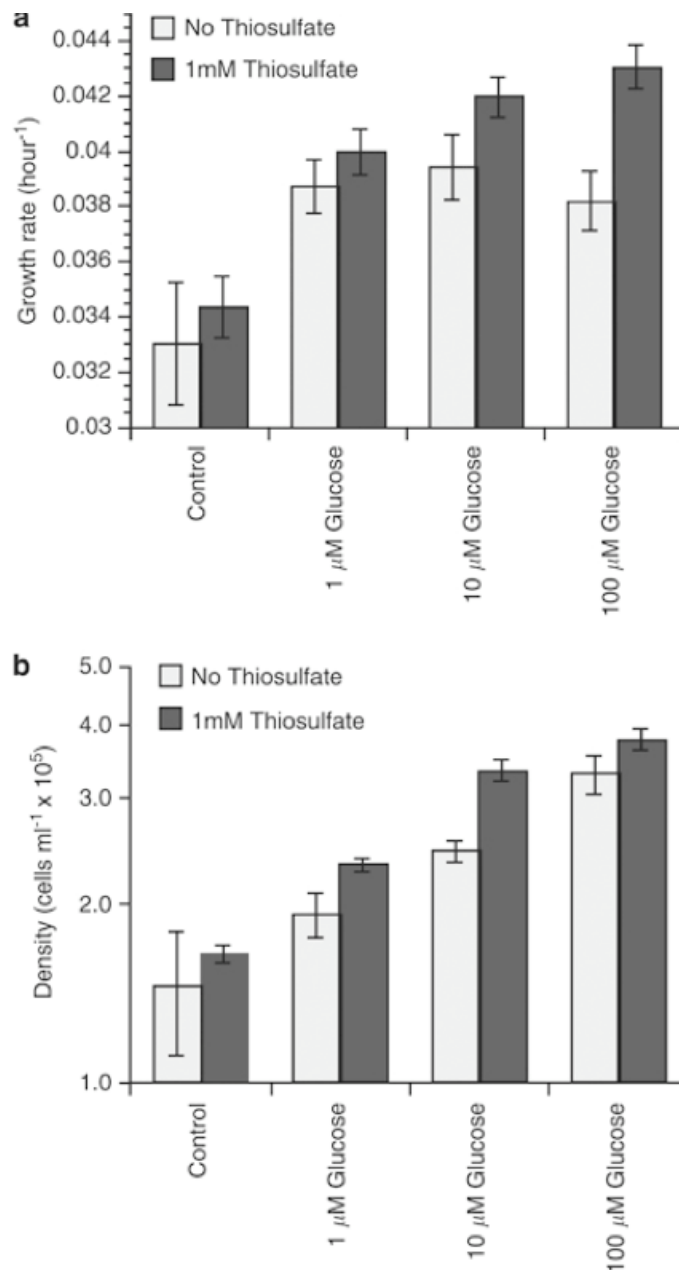 a
No Thiosulfate
1mM Thiosulfate
Growth rate (hour-1)
0.044
0.042
0.04
0.038
0.036
0.034
0.032
0.03
Control
1 μM Glucose
10 μM Glucose
100 μM Glucose
b
No Thiosulfate
1mM Thiosulfate
Density (cells ml-1 x 105)
5.0
4.0
3.0
2.0
1.0
Control
1 μM Glucose
10 μM Glucose
100 μM Glucose